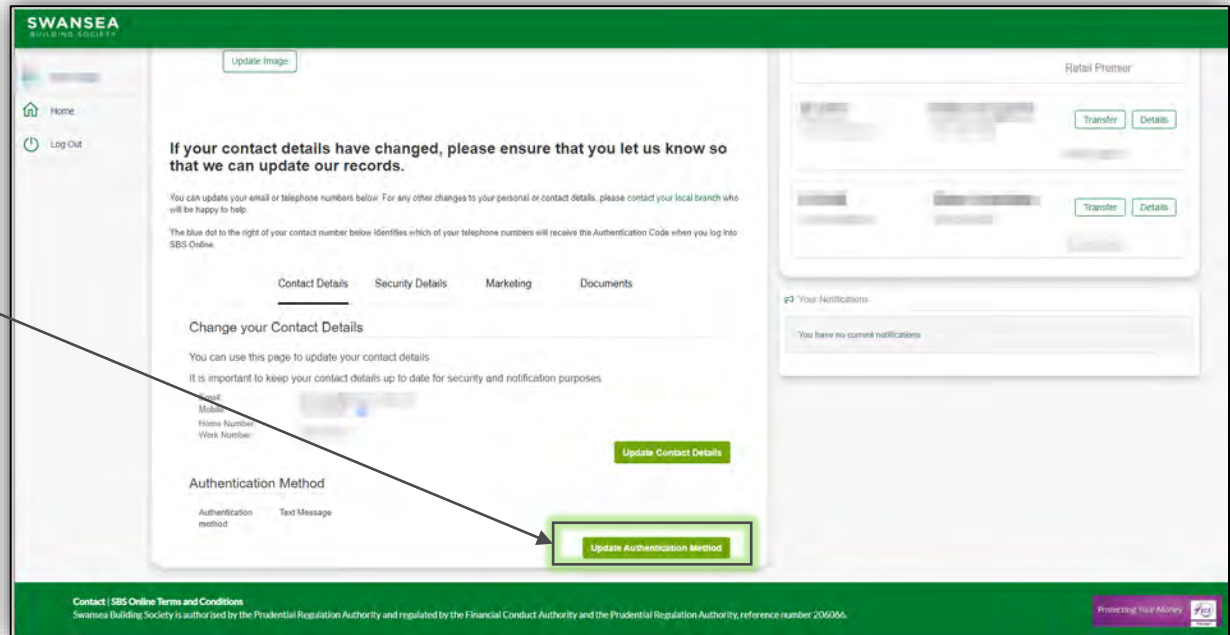 SWANSEA
BUILDING SOCIETY
Home
Log Out
Update Image
If your contact details have changed, please ensure that you let us know so
that we can update our records.
You can update your email or telephone numbers below. For any other changes to your personal or contact details, please contact your local branch who
will be happy to help.
The blue dot to the right of your contact number below identifies which of your telephone numbers will receive the Authentication Code when you log into
SBS Online.
Contact Details Security Details Marketing Documents
Change your Contact Details
You can use this page to update your contact details
It is important to keep your contact details up to date for security and notification purposes
Email:
Mobile:
Home Number:
Work Number:
Update Contact Details
Authentication Method
Authentication Text Message
method
Update Authentication Method
Retail Premier
Transfer Details
Transfer Details
Your Notifications
You have no current notifications
Contact | SBS Online Terms and Conditions
Swansea Building Society is authorised by the Prudential Regulation Authority and regulated by the Financial Conduct Authority and the Prudential Regulation Authority, reference number 206066.
Protecting Your Money